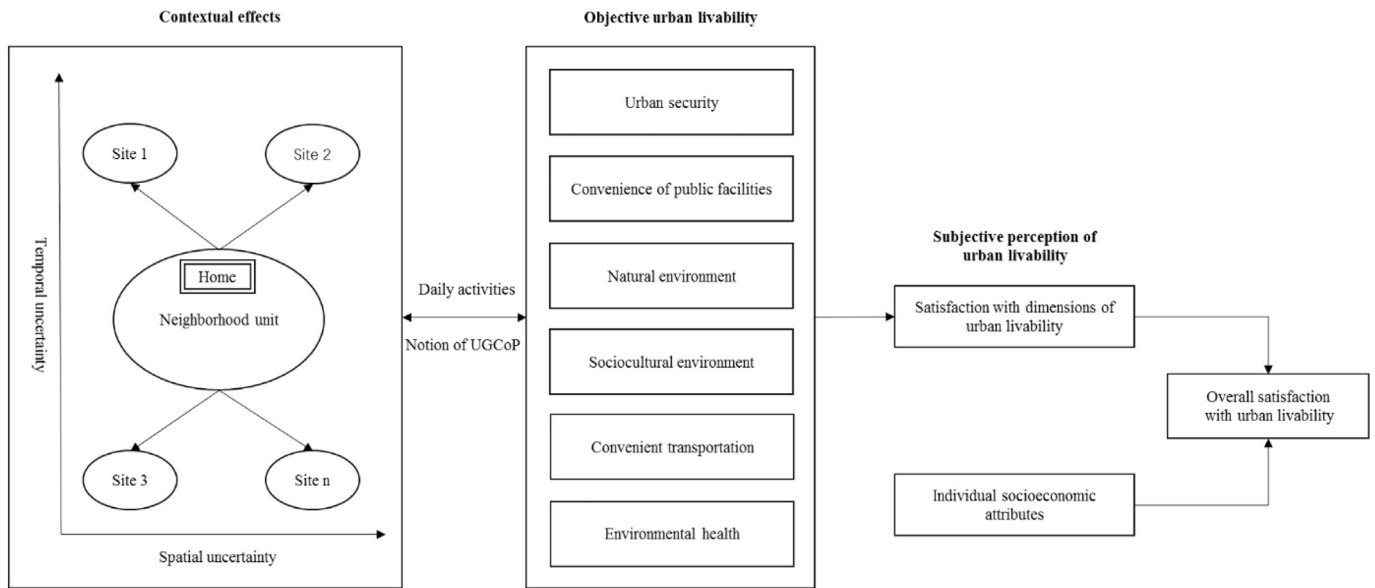 Contextual effects
Objective urban livability
Temporal uncertainty
Site 1
Site 2
Home
Neighborhood unit
Site 3
Site n
Spatial uncertainty
Daily activities
Notion of UGCoP
Urban security
Convenience of public facilities
Natural environment
Sociocultural environment
Convenient transportation
Environmental health
Subjective perception of
urban livability
Satisfaction with dimensions of
urban livability
Individual socioeconomic
attributes
Overall satisfaction
with urban livability